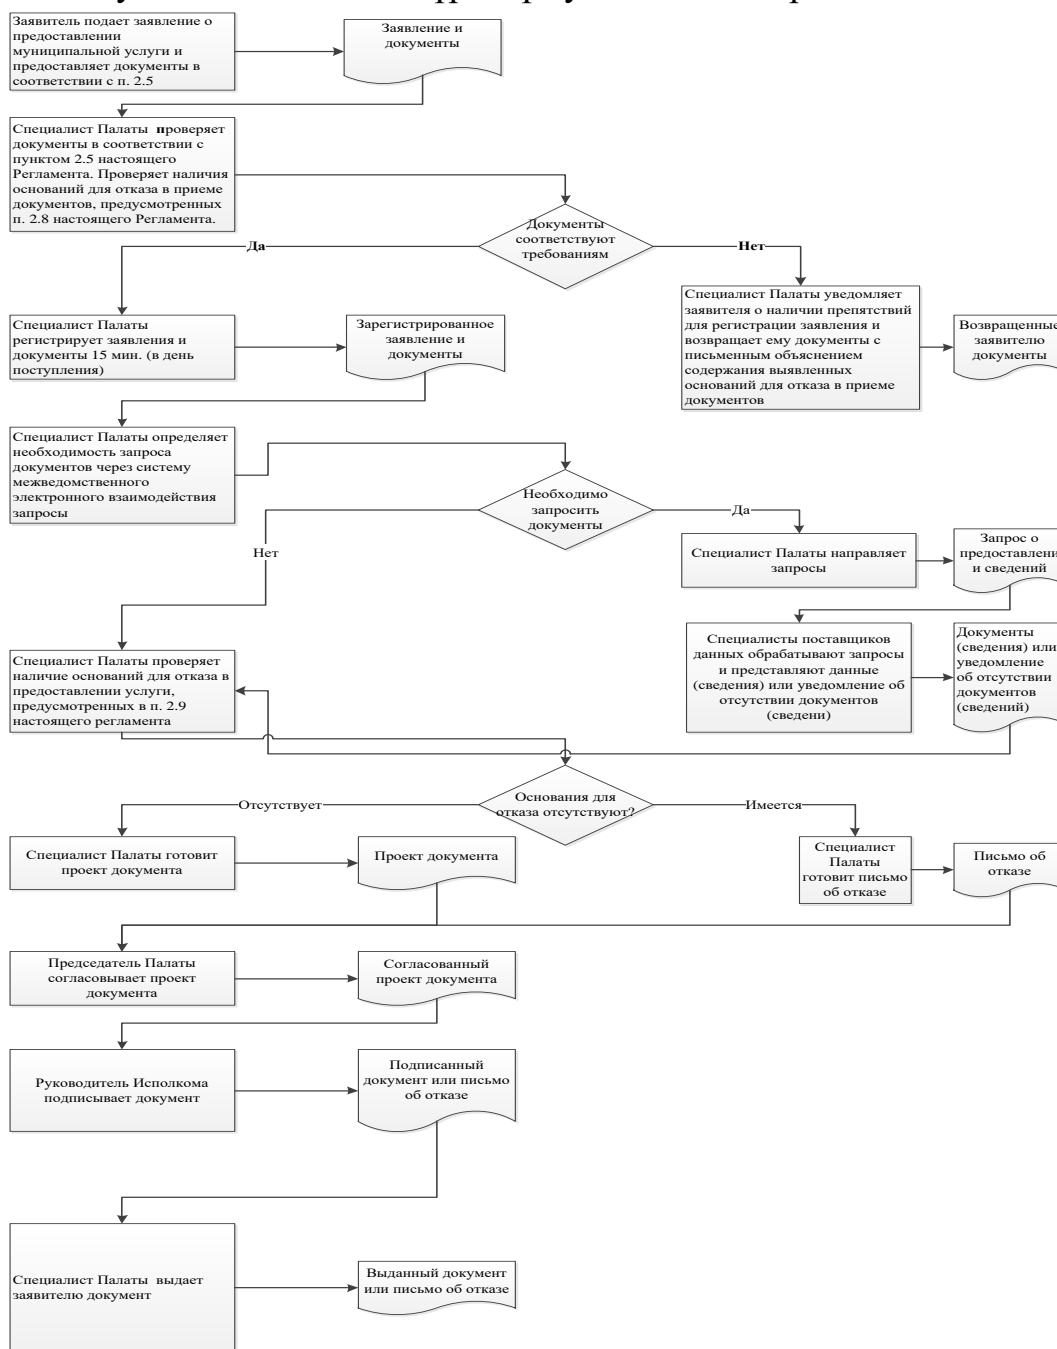 Заявитель подает заявление о
предоставлении
муниципальной услуги и
предоставляет документы в
соответствии с п. 2.5
Заявление и
документы
Специалист Палаты проверяет
документы в соответствии с
пунктом 2.5 настоящего
Регламента. Проверяет наличия
оснований для отказа в приеме
документов, предусмотренных
п. 2.8 настоящего Регламента.
Документы
соответствуют
требованиям
Да
Нет
Специалист Палаты
регистрирует заявления и
документы 15 мин. (в день
поступления)
Зарегистрированное
заявление и
документы
Специалист Палаты уведомляет
заявителя о наличии препятствий
для регистрации заявления и
возвращает ему документы с
письменным объяснением
содержания выявленных
оснований для отказа в приеме
документов
Возвращенные
заявителю
документы
Специалист Палаты определяет
необходимость запроса
документов через систему
межведомственного
электронного взаимодействия
запросы
Необходимо
запросить
документы
Да
Нет
Специалист Палаты направляет
запросы
Запрос о
предоставлени
и сведений
Специалисты поставщиков
данных обрабатывают запросы
и представляют данные
(сведения) или уведомление об
отсутствии документов
(сведени)
Документы
(сведения) или
уведомление
об отсутствии
документов
(сведений)
Специалист Палаты проверяет
наличие оснований для отказа в
предоставлении услуги,
предусмотренных в п. 2.9
настоящего регламента
Основания для
отказа отсутствуют?
Отсутствует
Имеется
Специалист Палаты готовит
проект документа
Проект документа
Специалист
Палаты
готовит письмо
об отказе
Письмо об
отказе
Председатель Палаты
согласовывает проект
документа
Согласованный
проект документа
Руководитель Исполкома
подписывает документ
Подписанный
документ или письмо
об отказе
Специалист Палаты выдает
заявителю документ
Выданный документ
или письмо об отказе